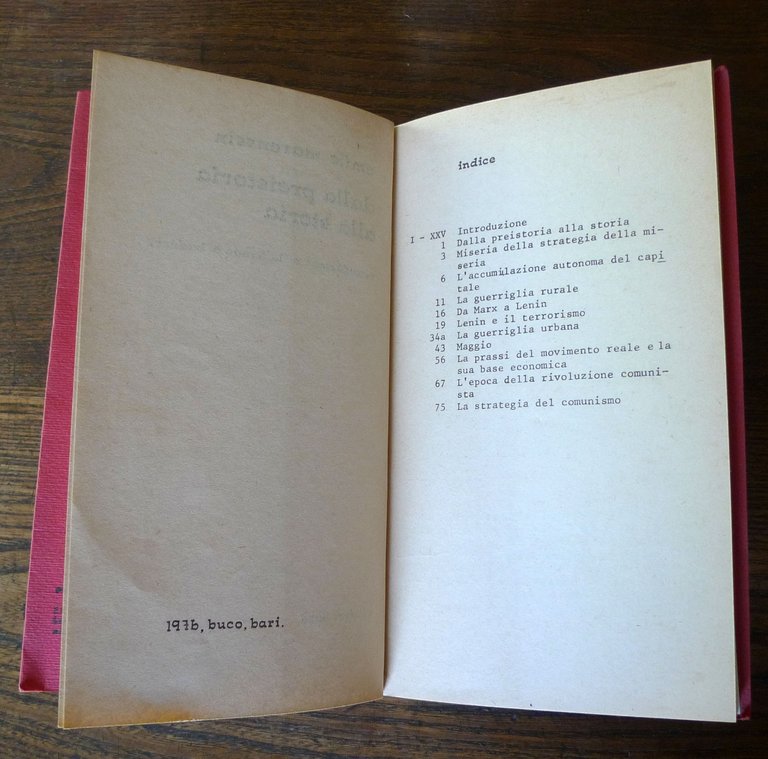 1976, buco, bari.
indice
I - XXV Introduzione
1 Dalla preistoria alla storia
3 Miseria della strategia della mi-
seria
6 L'accumulazione autonoma del capi
tale
11 La guerriglia rurale
16 Da Marx a Lenin
19 Lenin e il terrorismo
34a La guerriglia urbana
43 Maggio
56 La prassi del movimento reale e la
sua base economica
67 L'epoca della rivoluzione comuni-
sta
75 La strategia del comunismo